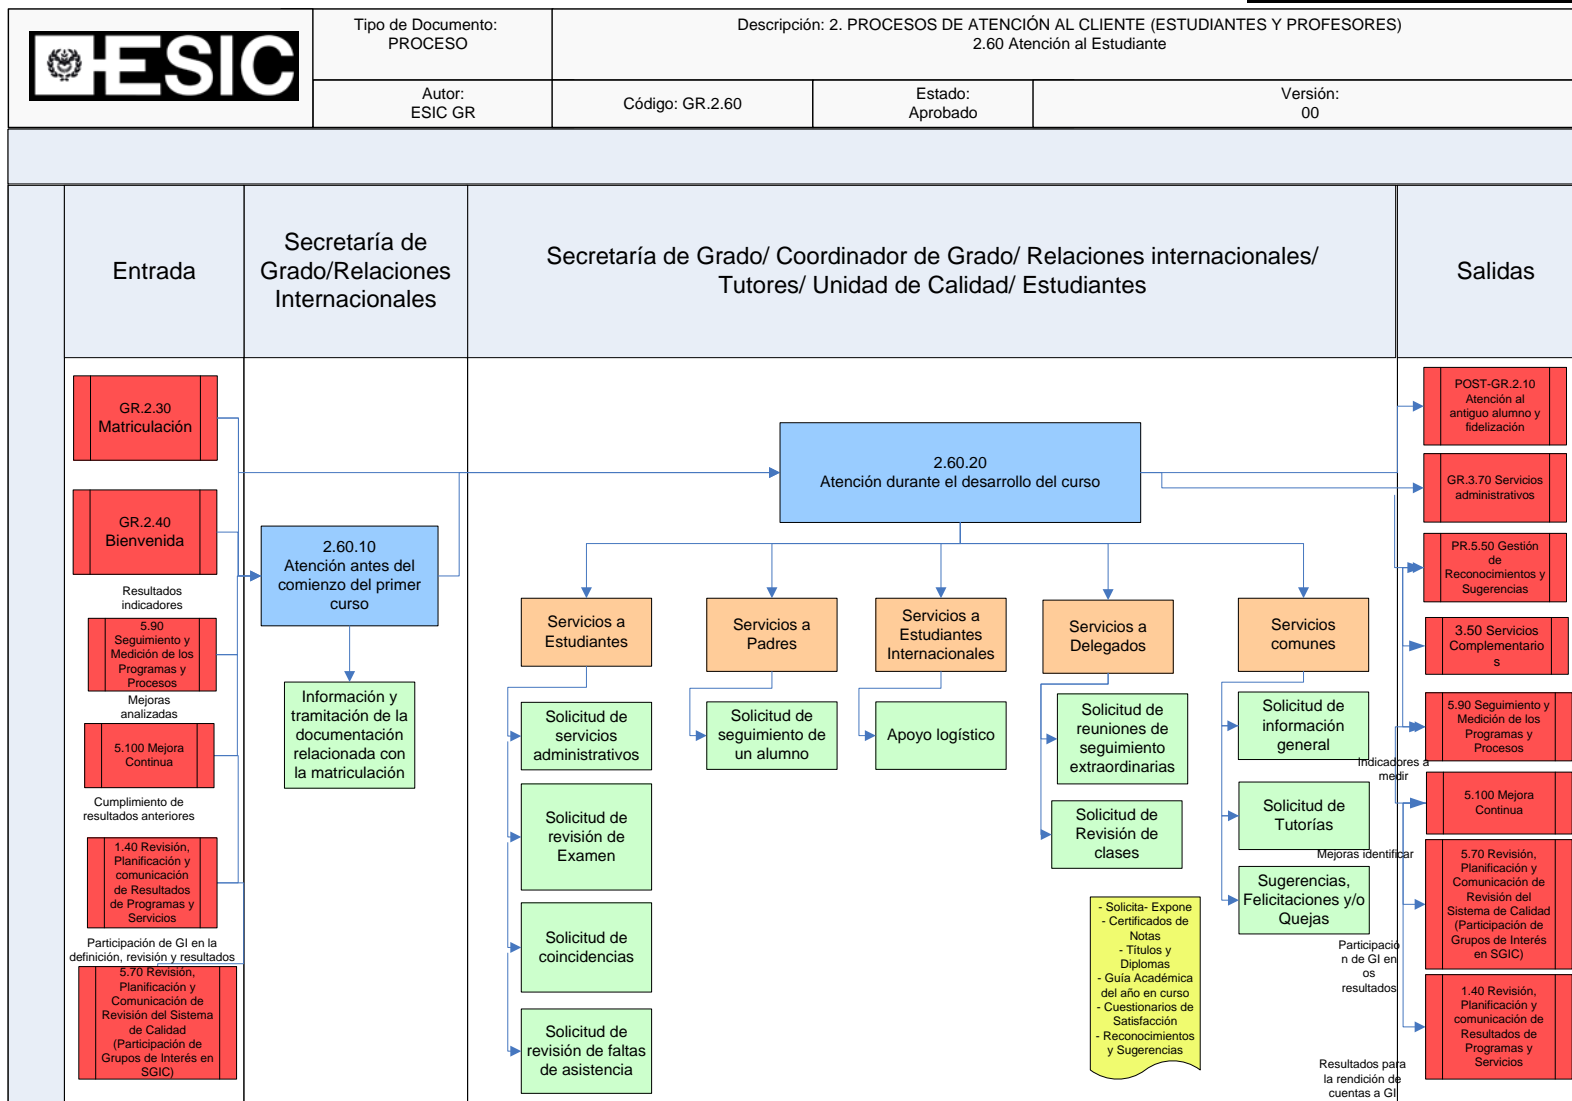 ESIC
Tipo de Documento:
PROCESO
Descripción: 2. PROCESOS DE ATENCIÓN AL CLIENTE (ESTUDIANTES Y PROFESORES)
2.60 Atención al Estudiante
Autor:
ESIC GR
Código: GR.2.60
Estado:
Aprobado
Versión:
00
Entrada
Secretaría de
Grado/Relaciones
Internacionales
Secretaría de Grado/ Coordinador de Grado/ Relaciones internacionales/
Tutores/ Unidad de Calidad/ Estudiantes
Salidas
GR.2.30
Matriculación
GR.2.40
Bienvenida
Resultados
indicadores
5.90
Seguimiento y
Medición de los
Programas y
Procesos
Mejoras
analizadas
5.100 Mejora
Continua
Cumplimiento de
resultados anteriores
1.40 Revisión,
Planificación y
comunicación
de Resultados
de Programas y
Servicios
Participación de GI en la
definición, revisión y resultados
5.70 Revisión,
Planificación y
Comunicación de
Revisión del Sistema
de Calidad
(Participación de
Grupos de Interés en
SGIC)
2.60.10
Atención antes del
comienzo del primer
curso
Información y
tramitación de la
documentación
relacionada con
la matriculación
2.60.20
Atención durante el desarrollo del curso
Servicios a
Estudiantes
Solicitud de
servicios
administrativos
Solicitud de
revisión de
Examen
Solicitud de
coincidencias
Solicitud de
revisión de faltas
de asistencia
Servicios a
Padres
Solicitud de
seguimiento de
un alumno
Servicios a
Estudiantes
Internacionales
Apoyo logístico
Servicios a
Delegados
Solicitud de
reuniones de
seguimiento
extraordinarias
Solicitud de
Revisión de
clases
- Solicita- Expone
- Certificados de
Notas
- Títulos y
Diplomas
- Guía Académica
del año en curso
- Cuestionarios de
Satisfacción
- Reconocimientos
y Sugerencias
Servicios
comunes
Solicitud de
información
general
Solicitud de
Tutorías
Sugerencias,
Felicitaciones y/o
Quejas
POST-GR.2.10
Atención al
antiguo alumno y
fidelización
GR.3.70 Servicios
administrativos
PR.5.50 Gestión
de
Reconocimientos y
Sugerencias
3.50 Servicios
Complementario
s
5.90 Seguimiento y
Medición de los
Programas y
Procesos
Indicadores a
medir
5.100 Mejora
Continua
Mejoras identificar
5.70 Revisión,
Planificación y
Comunicación de
Revisión del
Sistema de Calidad
(Participación de
Grupos de Interés
en SGIC)
Participació
n de GI en
os
resultados
1.40 Revisión,
Planificación y
comunicación de
Resultados de
Programas y
Servicios
Resultados para
la rendición de
cuentas a GI